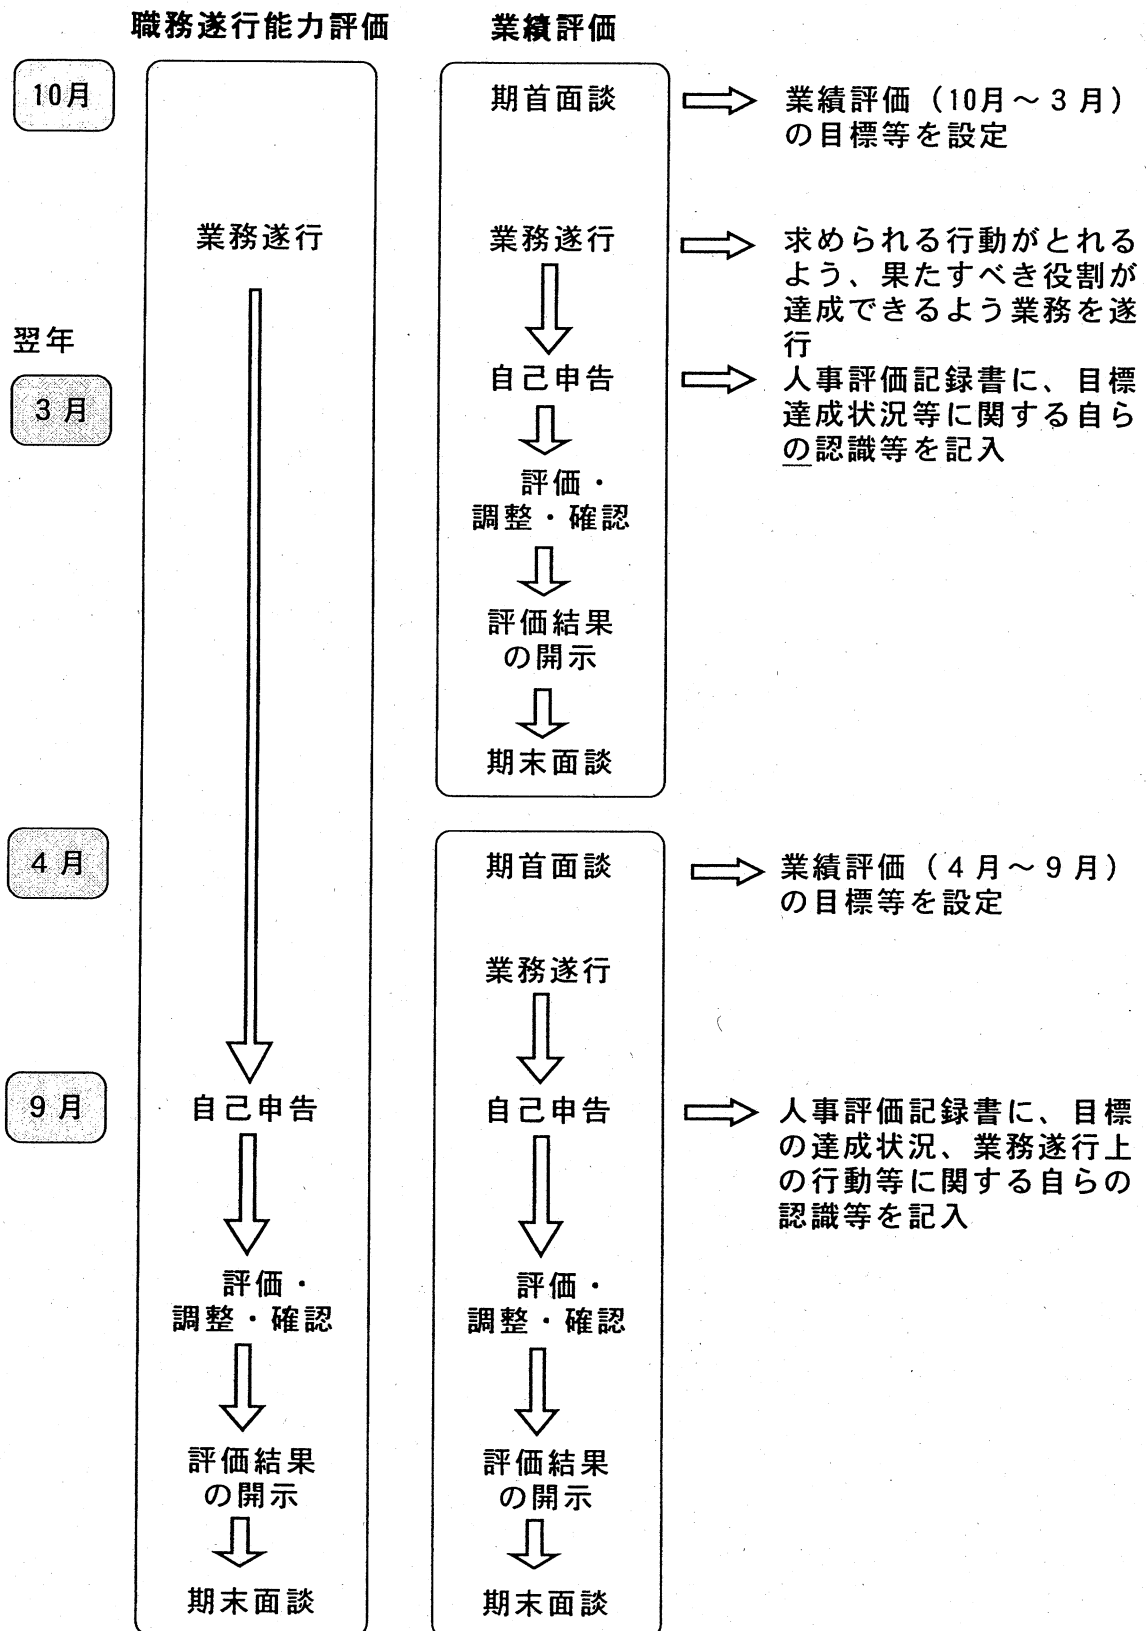 職務遂行能力評価
業績評価
10月
期首面談
業績評価（10月～3月）
の目標等を設定
業務遂行
業務遂行
求められる行動がとれる
よう、果たすべき役割が
達成できるよう業務を遂
行
翌年
3月
自己申告
人事評価記録書に、目標
達成状況等に関する自ら
の認識等を記入
評価・
調整・確認
評価結果
の開示
期末面談
4月
期首面談
業績評価（4月～9月）
の目標等を設定
業務遂行
9月
自己申告
自己申告
人事評価記録書に、目標
の達成状況、業務遂行上
の行動等に関する自らの
認識等を記入
評価・
調整・確認
評価・
調整・確認
評価結果
の開示
評価結果
の開示
期末面談
期末面談